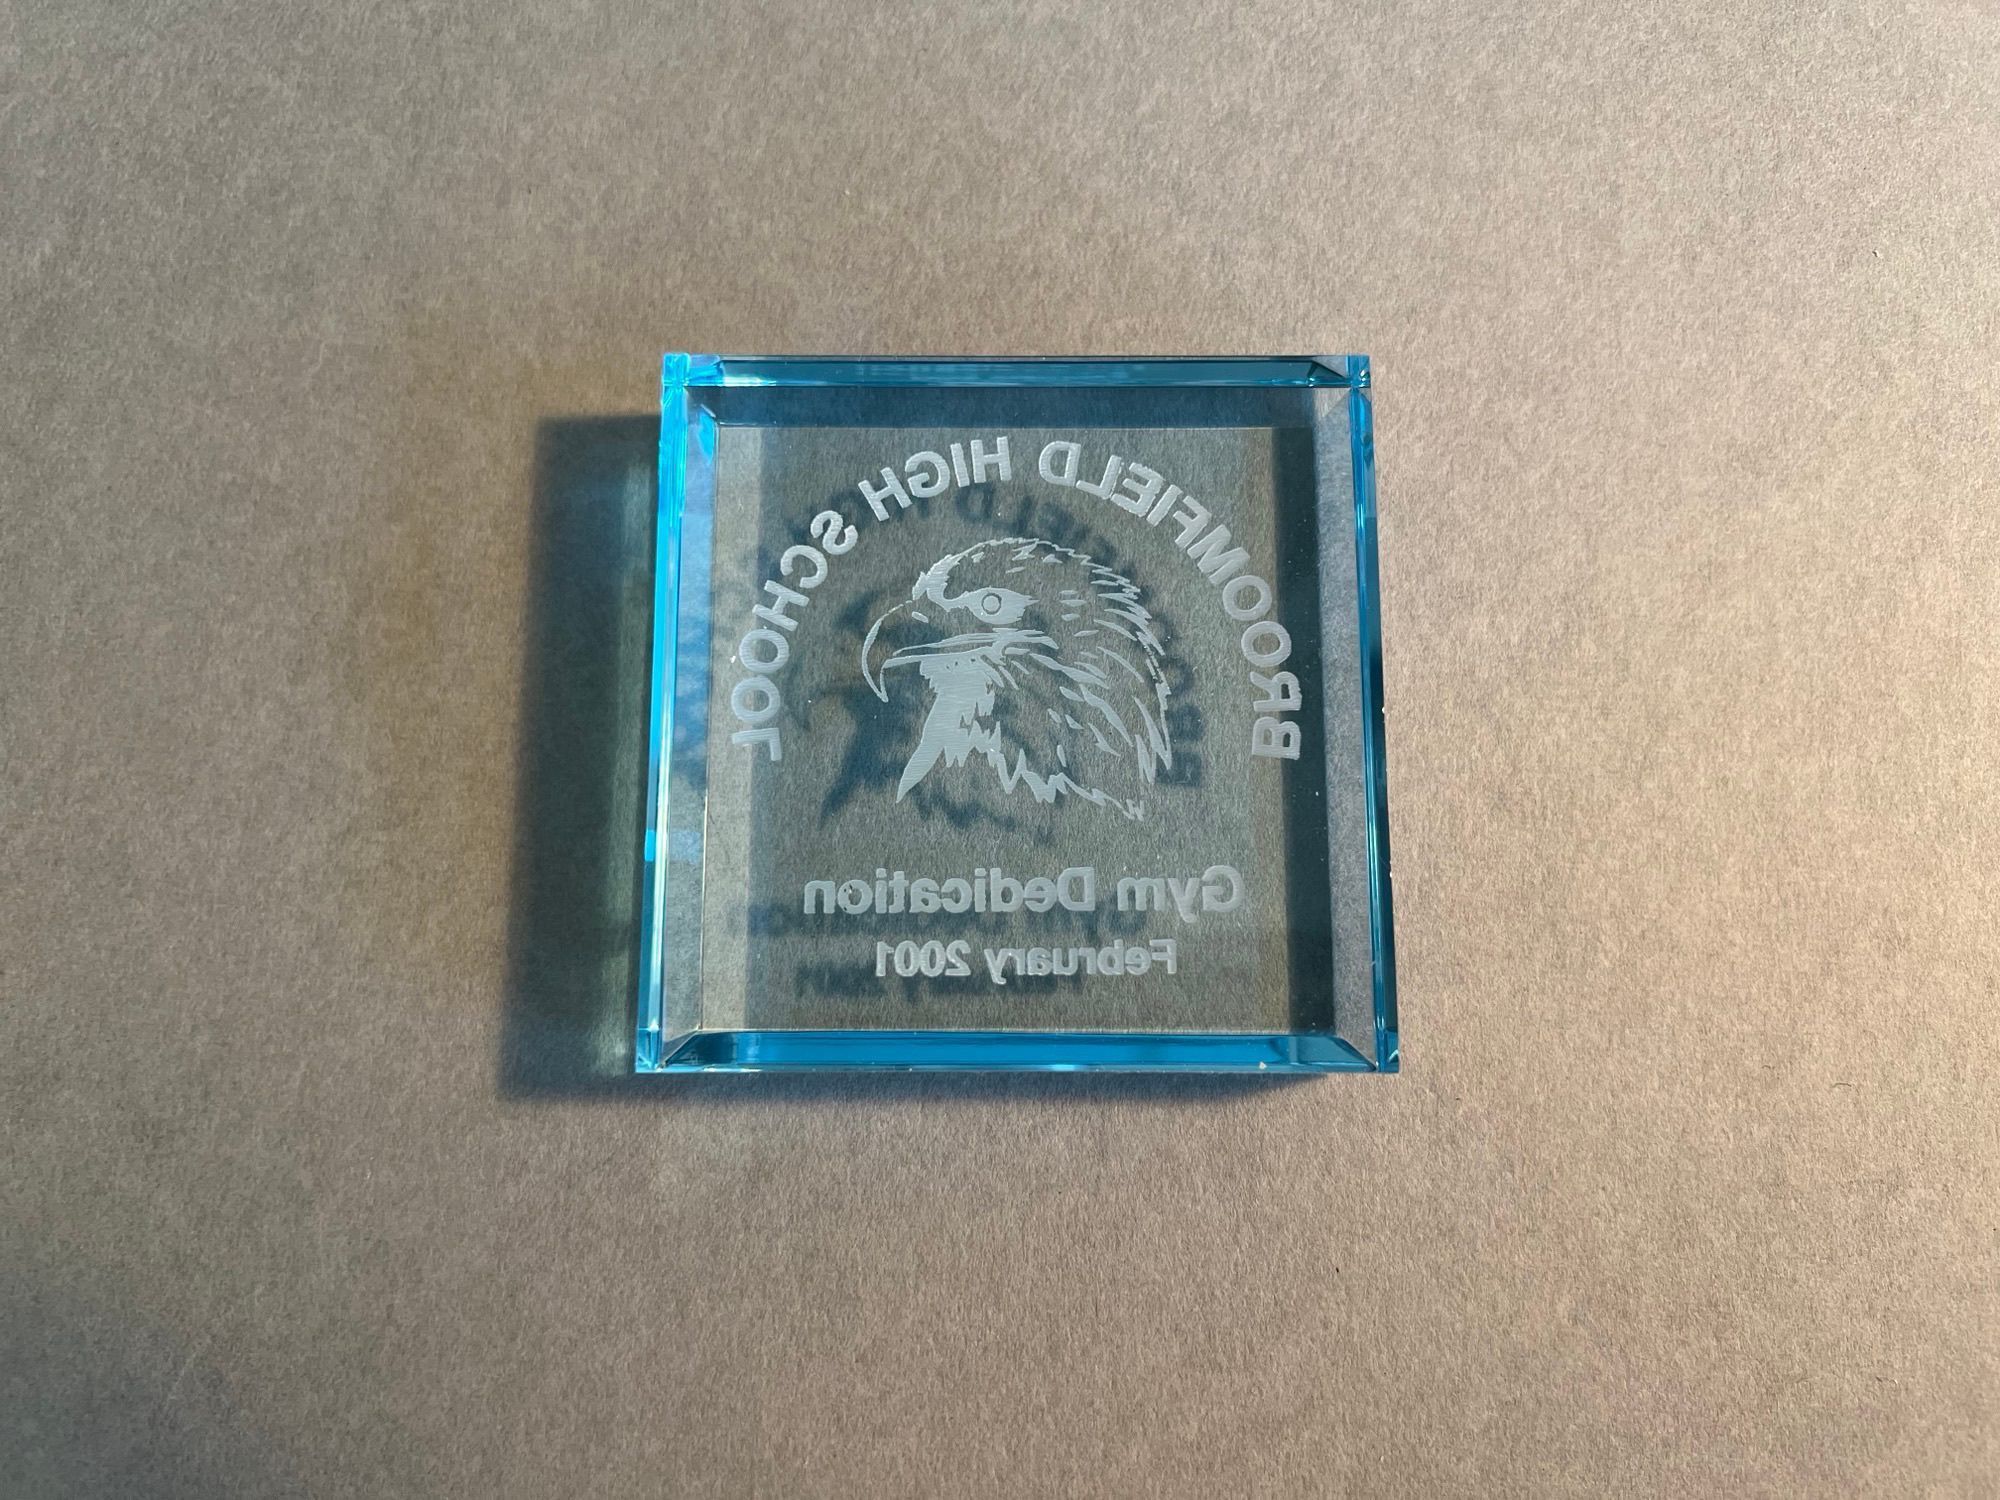 BROOMFIELD HIGH SCHOOL
Gym Dedication
February 2001